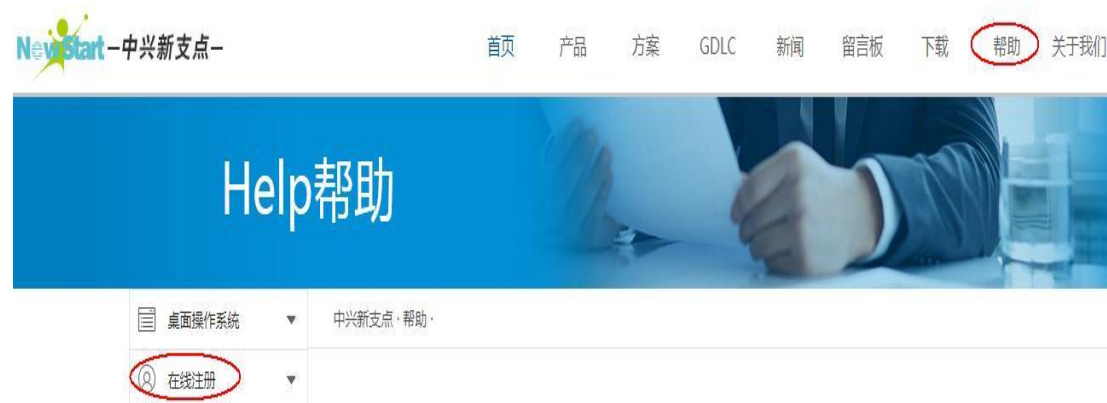 NewStart —中兴新支点—
首页 产品 方案 GDLC 新闻 留言板 下载 帮助 关于我们
Help帮助
桌面操作系统 ▼ 中兴新支点 · 帮助 ·
在线注册 ▼